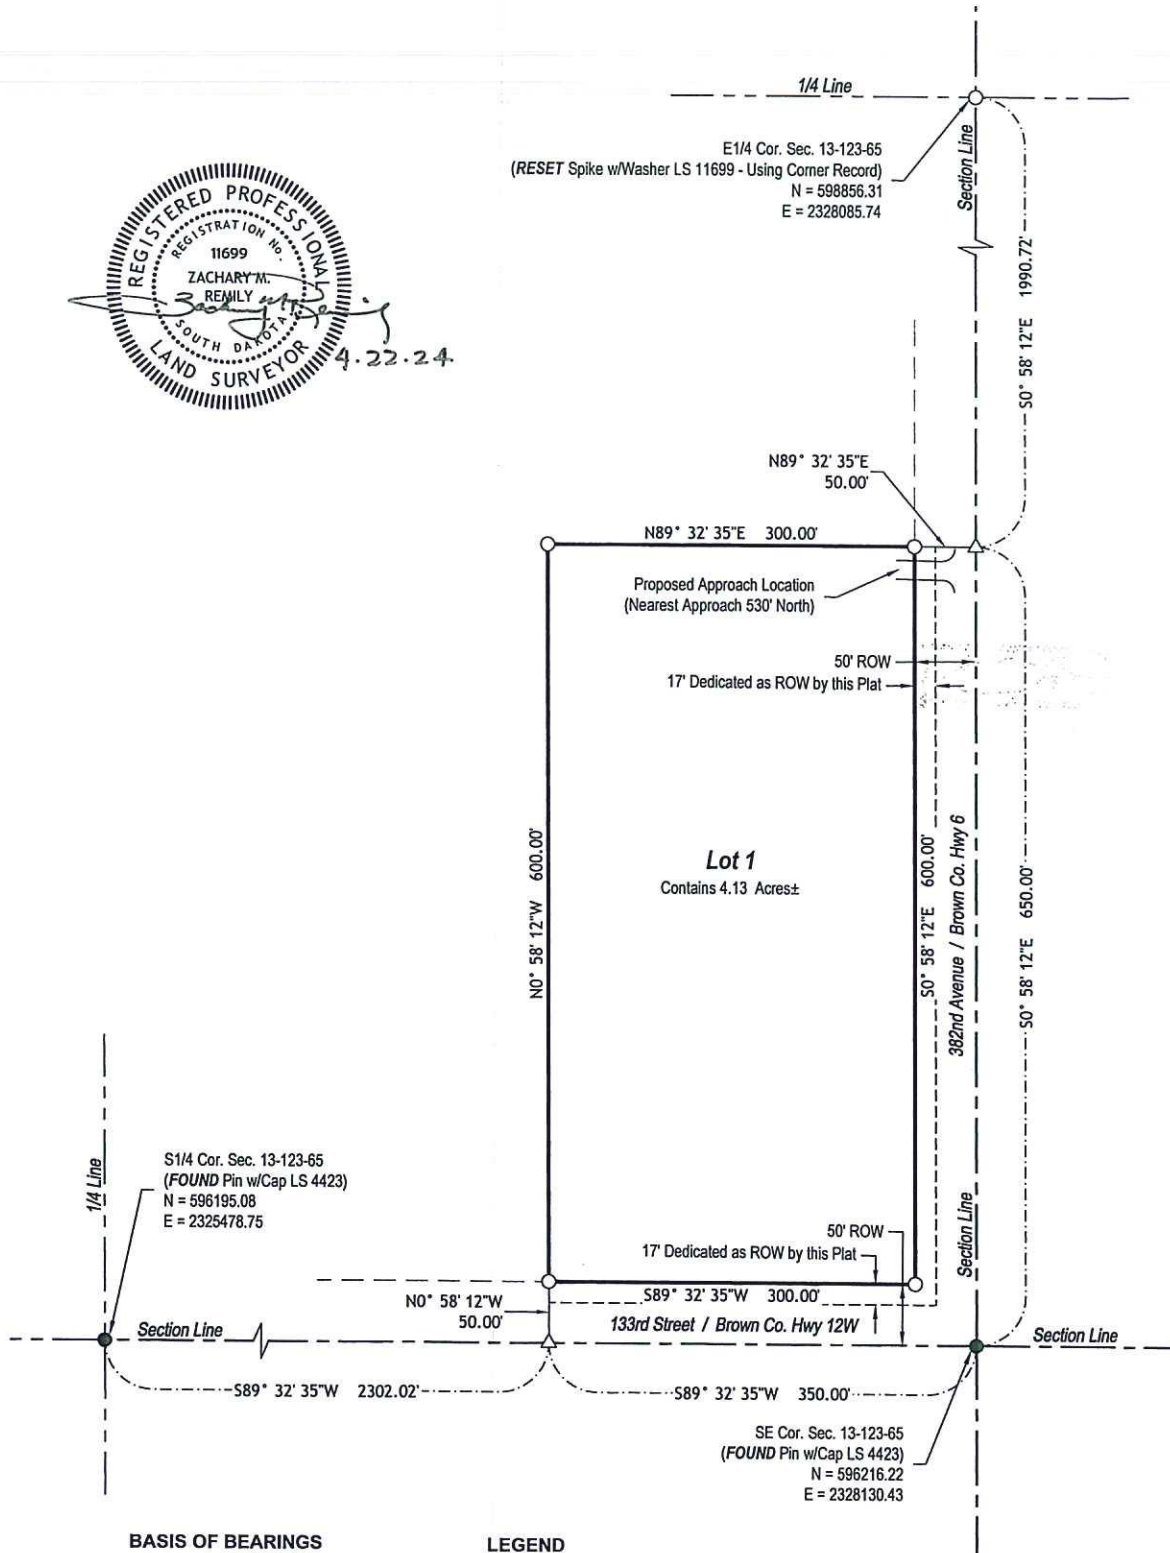 1/4 Line
E1/4 Cor. Sec. 13-123-65
(RESET Spike w/Washer LS 11699 - Using Corner Record)
N = 598856.31
E = 2328085.74
Section Line
S0° 58' 12"E 1990.72'
REGISTERED PROFESSIONAL
REGISTRATION No.
11699
ZACHARY M.
REMILY
SOUTH DAKOTA
LAND SURVEYOR
4.22.24
N89° 32' 35"E
50.00'
N89° 32' 35"E 300.00'
Proposed Approach Location
(Nearest Approach 530' North)
50' ROW
17' Dedicated as ROW by this Plat
N0° 58' 12"W 600.00'
Lot 1
Contains 4.13 Acres±
S0° 58' 12"E 600.00'
382nd Avenue / Brown Co. Hwy 6
S0° 58' 12"E 650.00'
1/4 Line
S1/4 Cor. Sec. 13-123-65
(FOUND Pin w/Cap LS 4423)
N = 596195.08
E = 2325478.75
Section Line
50' ROW
17' Dedicated as ROW by this Plat
N0° 58' 12"W
50.00'
S89° 32' 35"W 300.00'
133rd Street / Brown Co. Hwy 12W
Section Line
Section Line
S89° 32' 35"W 2302.02'
S89° 32' 35"W 350.00'
SE Cor. Sec. 13-123-65
(FOUND Pin w/Cap LS 4423)
N = 596216.22
E = 2328130.43
BASIS OF BEARINGS
LEGEND